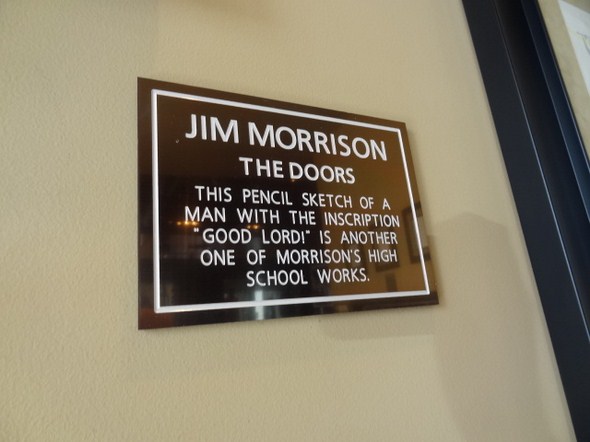 JIM MORRISON
THE DOORS
THIS PENCIL SKETCH OF A
MAN WITH THE INSCRIPTION
"GOOD LORD!" IS ANOTHER
ONE OF MORRISON'S HIGH
SCHOOL WORKS.